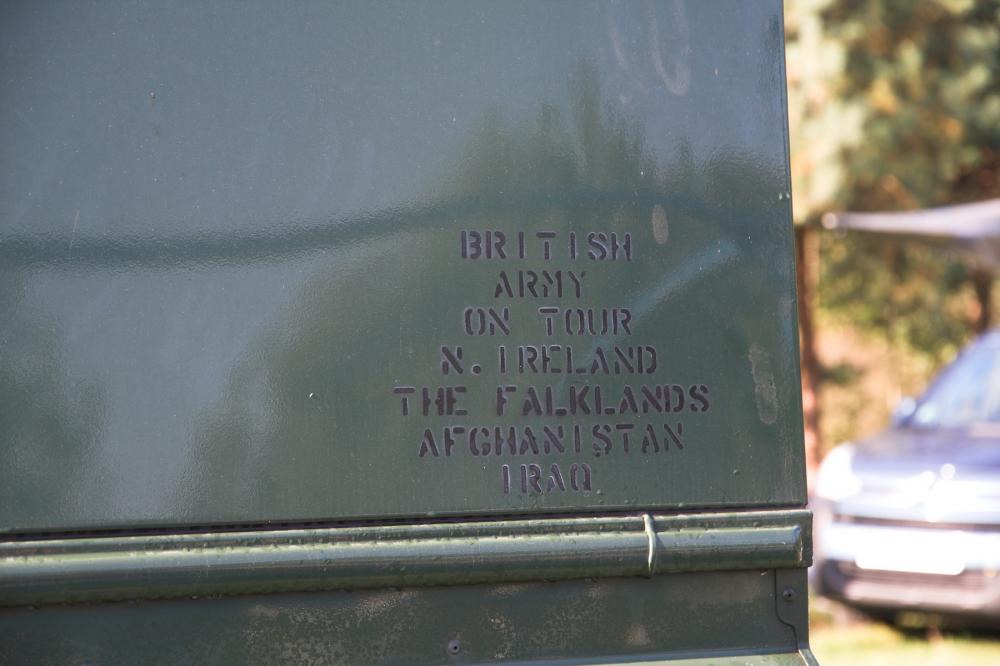 BRITISH
ARMY
ON TOUR
N. IRELAND
THE FALKLANDS
AFGHANISTAN
IRAQ